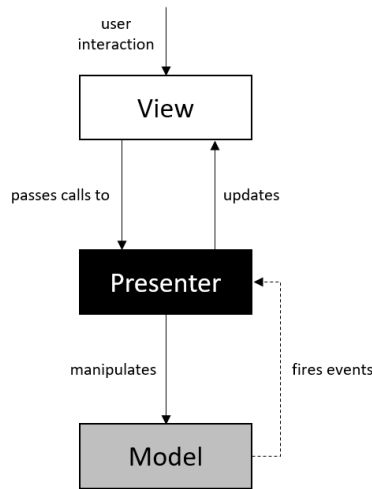 user
interaction
View
passes calls to
updates
Presenter
manipulates
fires events
Model